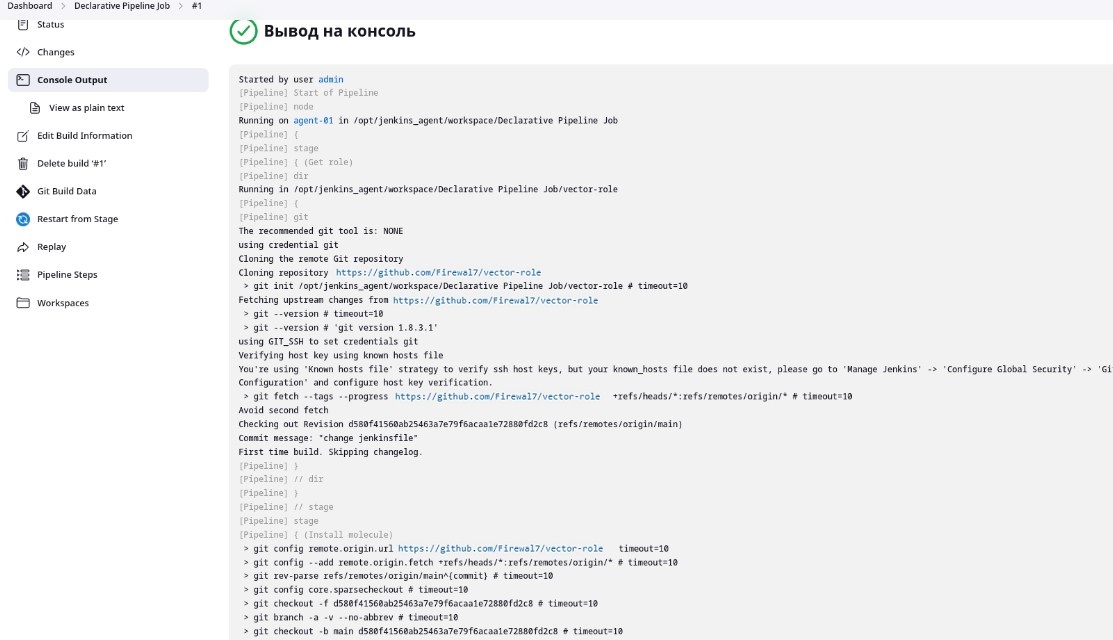 Dashboard > Declarative Pipeline Job > #1
Status
Changes
Console Output
View as plain text
Edit Build Information
Delete build ‘#1’
Git Build Data
Restart from Stage
Replay
Pipeline Steps
Workspaces
Вывод на консоль
Started by user admin
[Pipeline] Start of Pipeline
[Pipeline] node
Running on agent-01 in /opt/jenkins_agent/workspace/Declarative Pipeline Job
[Pipeline] {
[Pipeline] stage
[Pipeline] { (Get role)
[Pipeline] dir
Running in /opt/jenkins_agent/workspace/Declarative Pipeline Job/vector-role
[Pipeline] {
[Pipeline] git
The recommended git tool is: NONE
using credential git
Cloning the remote Git repository
Cloning repository https://github.com/Firewal7/vector-role
> git init /opt/jenkins_agent/workspace/Declarative Pipeline Job/vector-role # timeout=10
Fetching upstream changes from https://github.com/Firewal7/vector-role
> git --version # timeout=10
> git --version # 'git version 1.8.3.1'
using GIT_SSH to set credentials git
Verifying host key using known hosts file
You're using 'Known hosts file' strategy to verify ssh host keys, but your known_hosts file does not exist, please go to 'Manage Jenkins' -> 'Configure Global Security' -> 'Gi
Configuration' and configure host key verification.
> git fetch --tags --progress https://github.com/Firewal7/vector-role +refs/heads/*:refs/remotes/origin/* # timeout=10
Avoid second fetch
Checking out Revision d580f41560ab25463a7e79f6acaa1e72880fd2c8 (refs/remotes/origin/main)
Commit message: "change jenkinsfile"
First time build. Skipping changelog.
[Pipeline] }
[Pipeline] // dir
[Pipeline] }
[Pipeline] // stage
[Pipeline] stage
[Pipeline] { (Install molecule)
> git config remote.origin.url https://github.com/Firewal7/vector-role timeout=10
> git config --add remote.origin.fetch +refs/heads/*:refs/remotes/origin/* # timeout=10
> git rev-parse refs/remotes/origin/main^{commit} # timeout=10
> git config core.sparsecheckout # timeout=10
> git checkout -f d580f41560ab25463a7e79f6acaa1e72880fd2c8 # timeout=10
> git branch -a -v --no-abbrev # timeout=10
> git checkout -b main d580f41560ab25463a7e79f6acaa1e72880fd2c8 # timeout=10